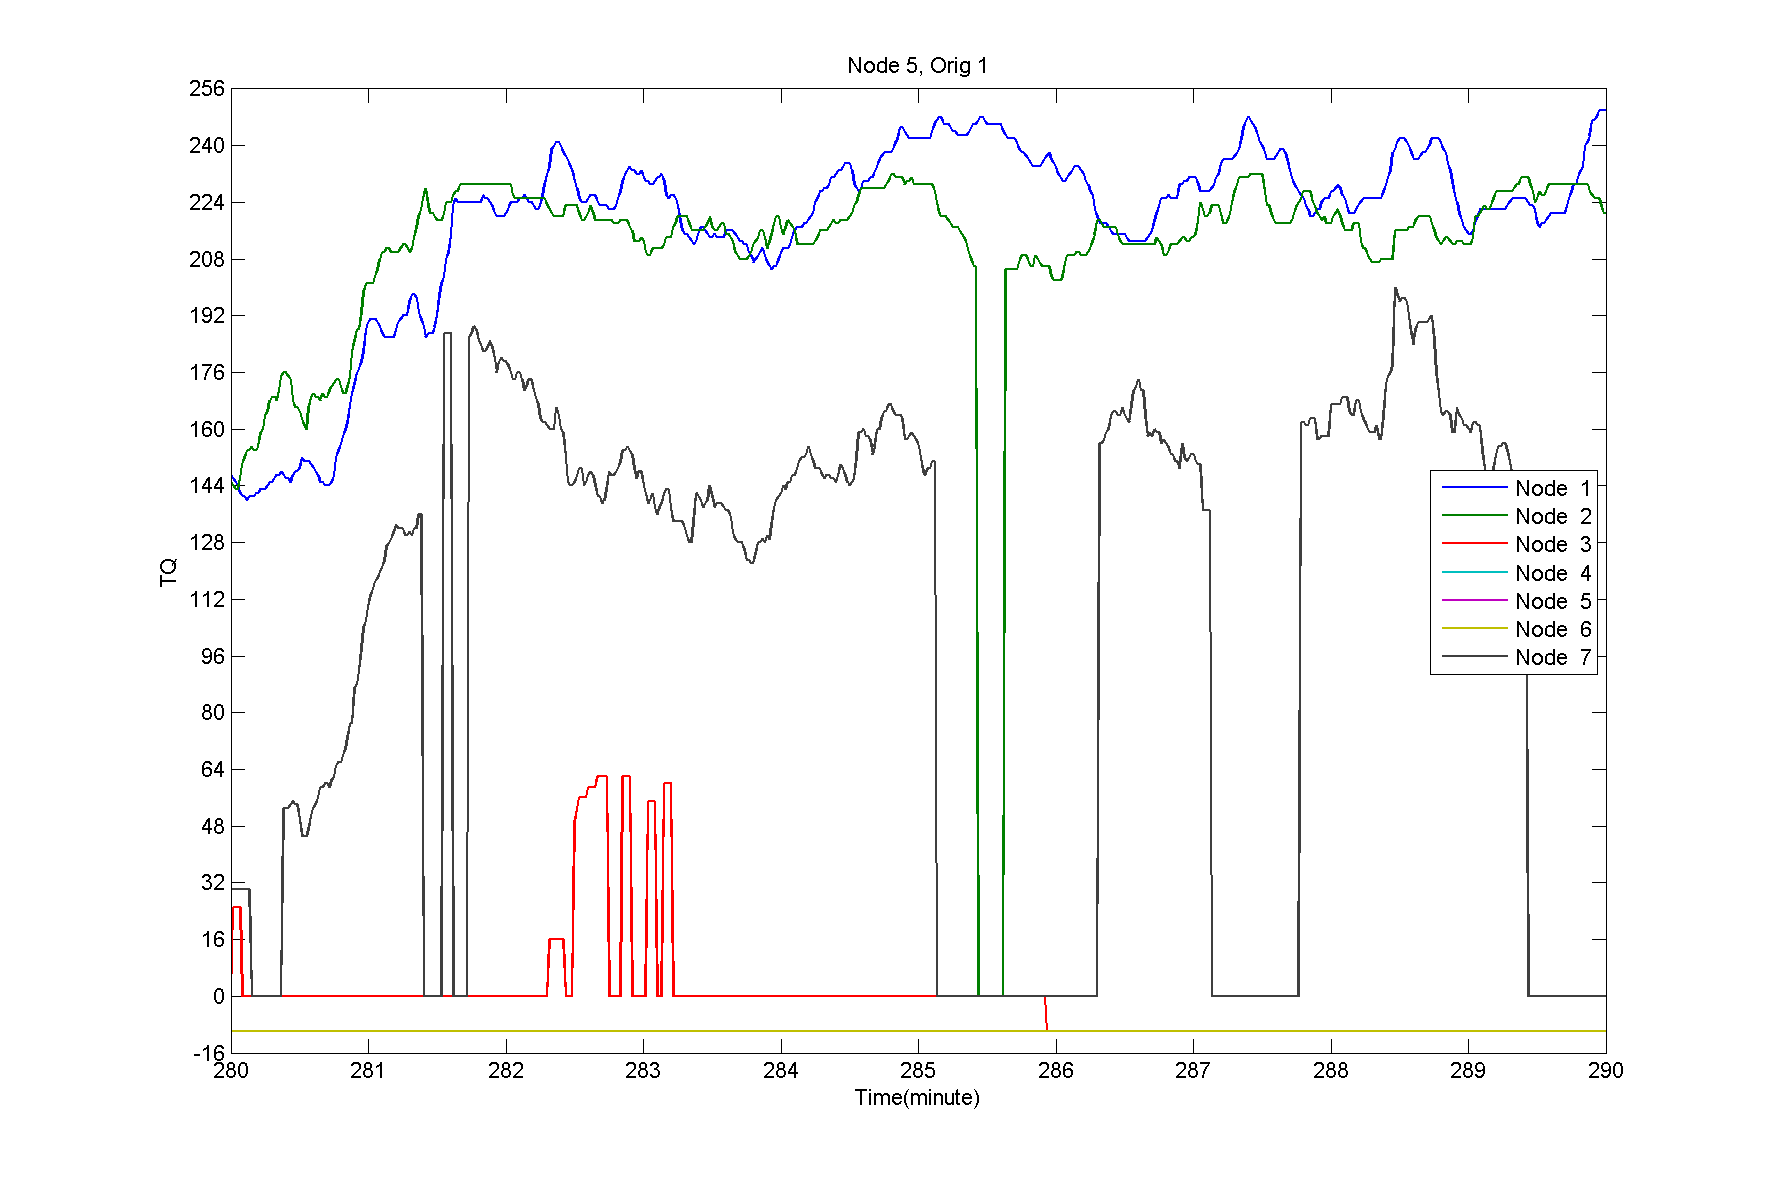 Node 5, Orig 1
256
240
224
208
192
176
160
144
128
112
96
80
64
48
32
16
0
-16
TQ
Node 1
Node 2
Node 3
Node 4
Node 5
Node 6
Node 7
280 281 282 283 284 285 286 287 288 289 290
Time(minute)